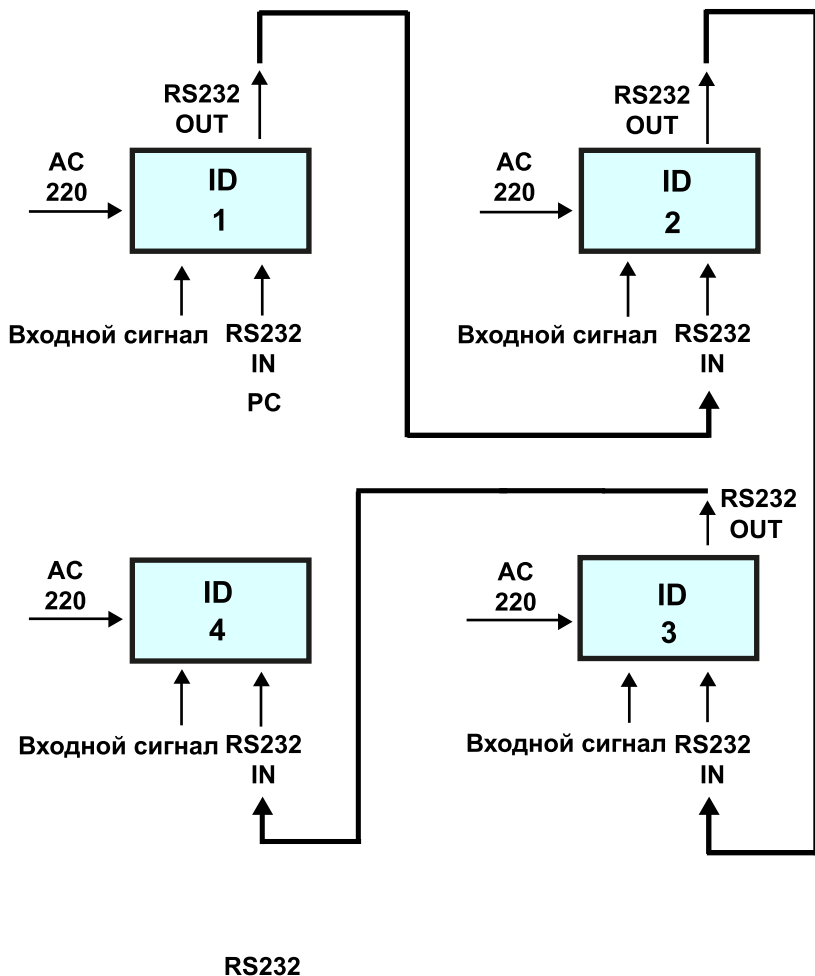 RS232
OUT
AC
220
ID
1
Входной сигнал
RS232
IN
PC
RS232
OUT
AC
220
ID
2
Входной сигнал
RS232
IN
RS232
OUT
AC
220
ID
3
Входной сигнал
RS232
IN
AC
220
ID
4
Входной сигнал
RS232
IN
RS232